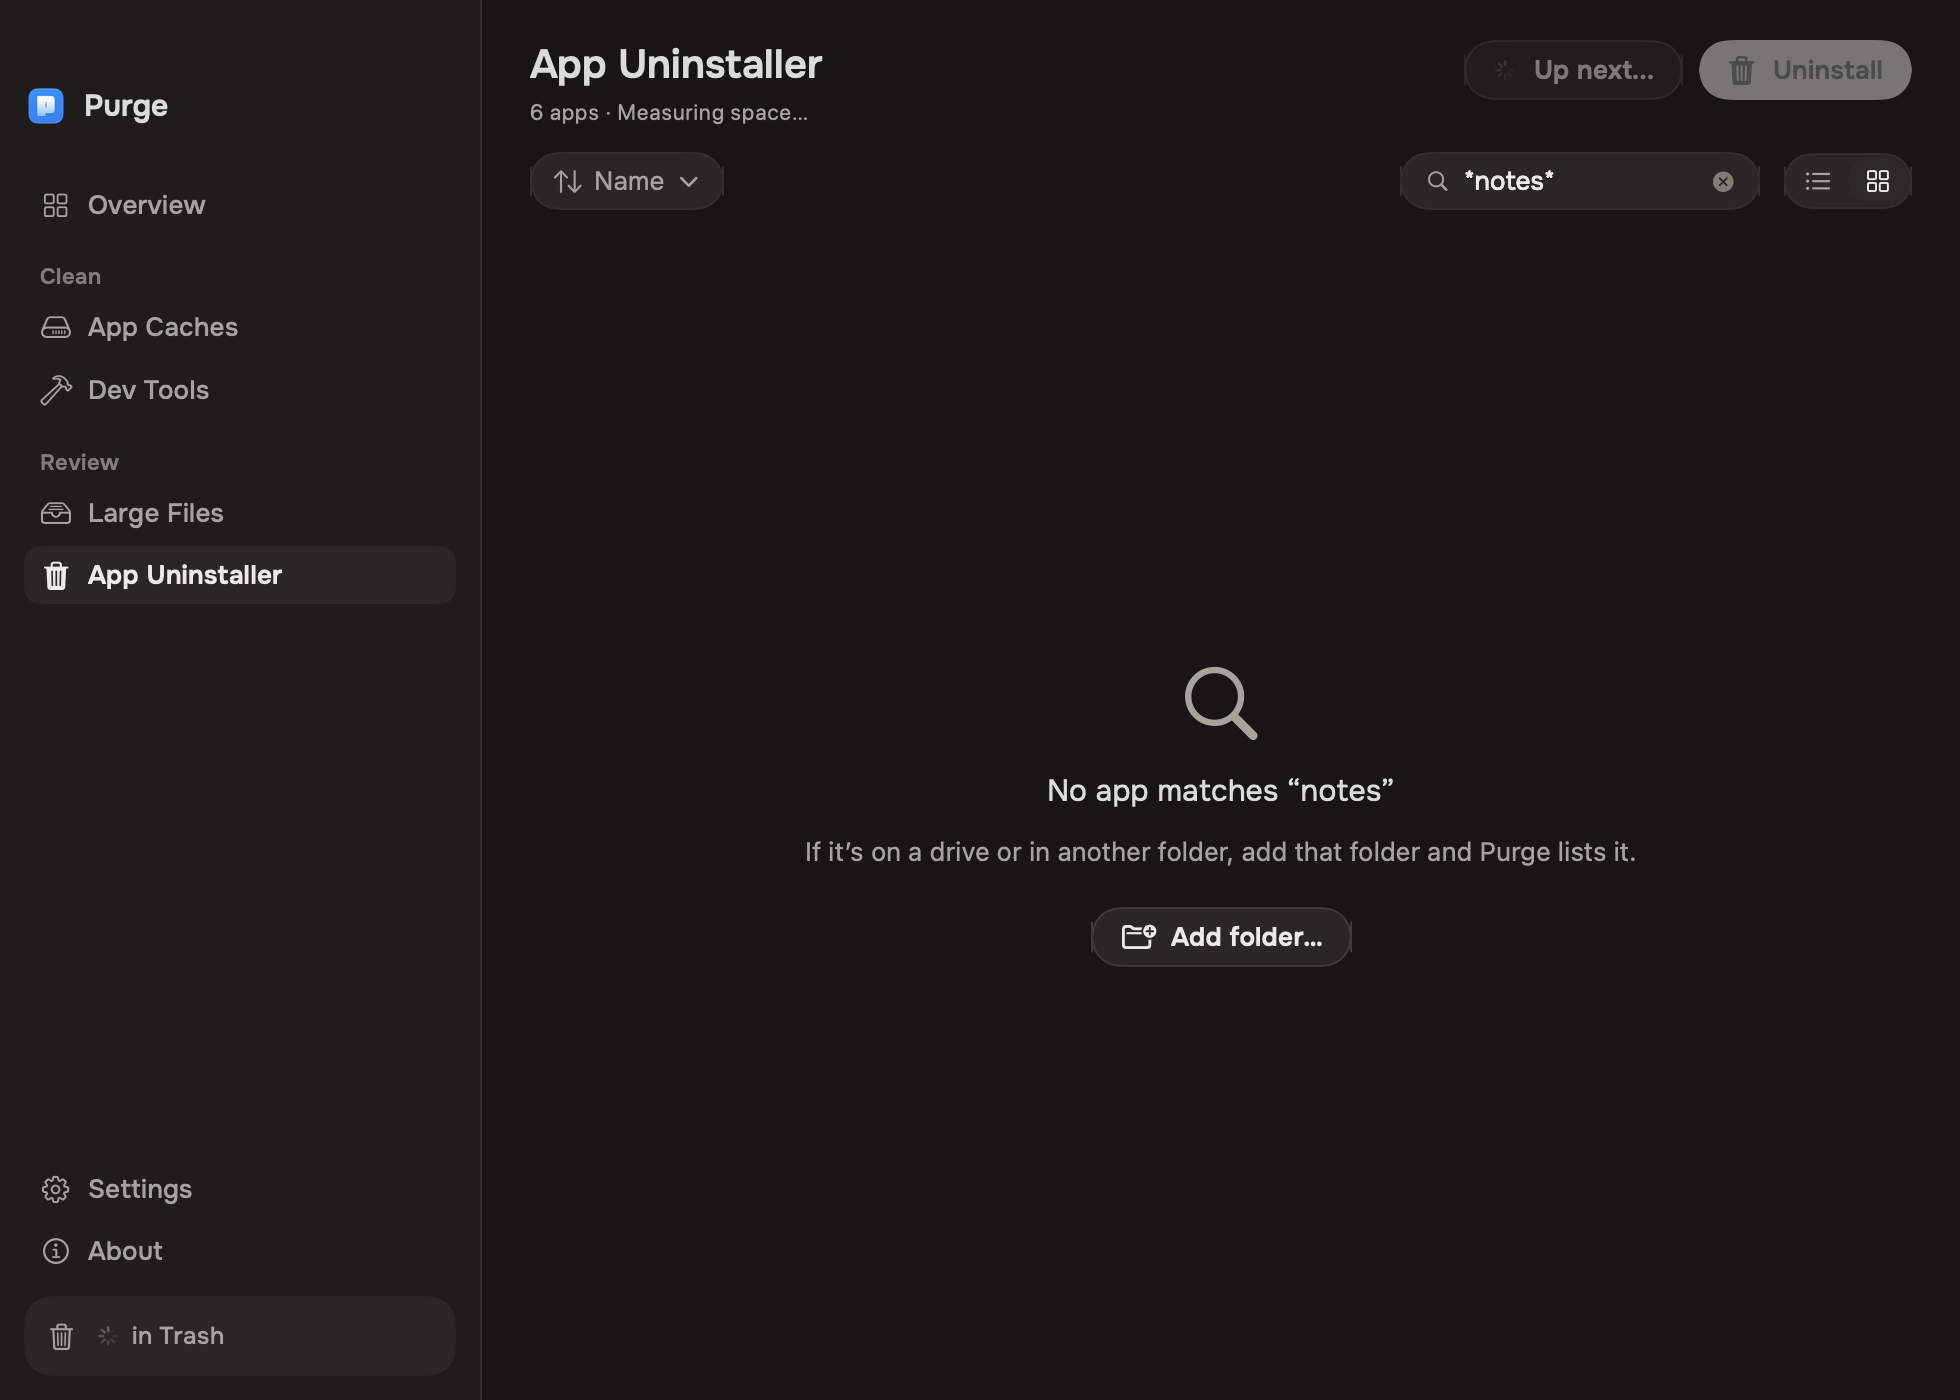 Purge
Overview
Clean
App Caches
Dev Tools
Review
Large Files
App Uninstaller
Settings
About
in Trash
App Uninstaller
6 apps · Measuring space...
Up next...
Uninstall
Name
*notes*
No app matches “notes”
If it’s on a drive or in another folder, add that folder and Purge lists it.
Add folder...